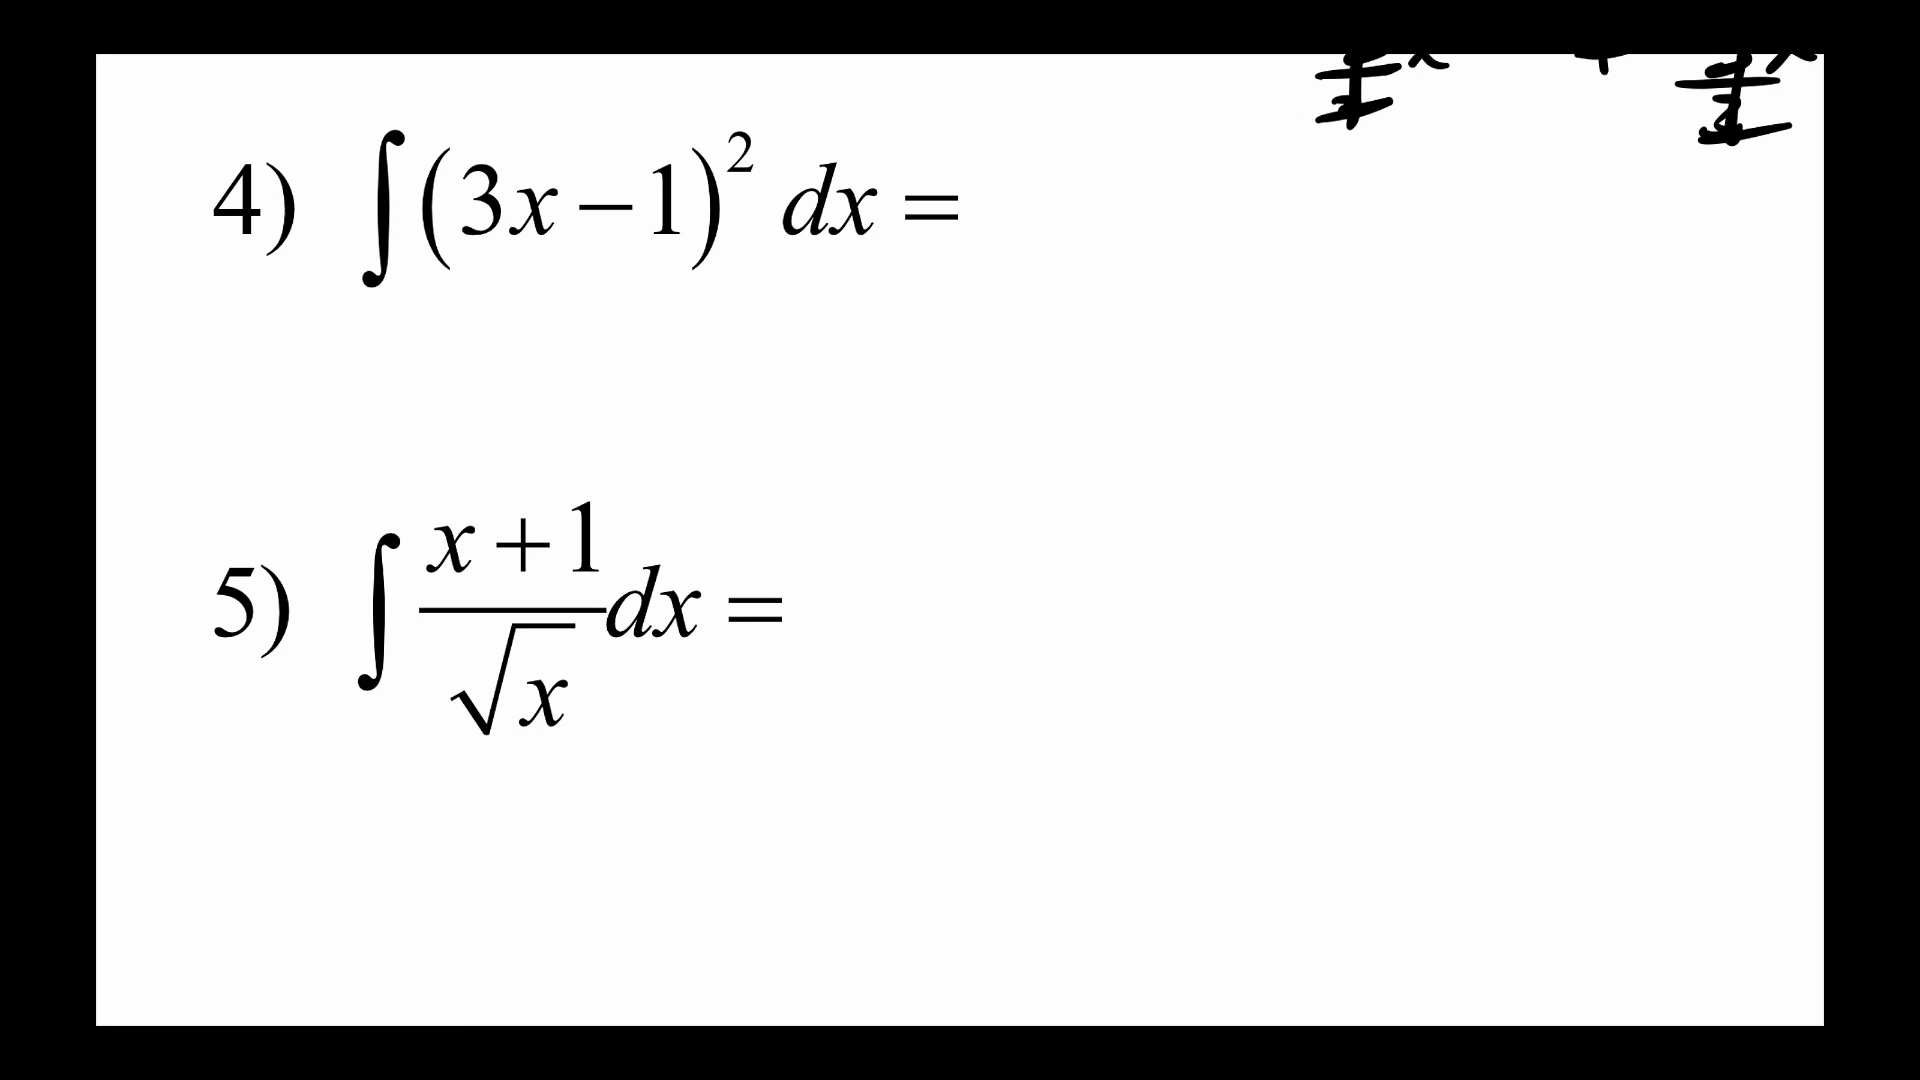 4) ∫(3x − 1)² dx =
5) ∫ (x + 1)/√x dx =